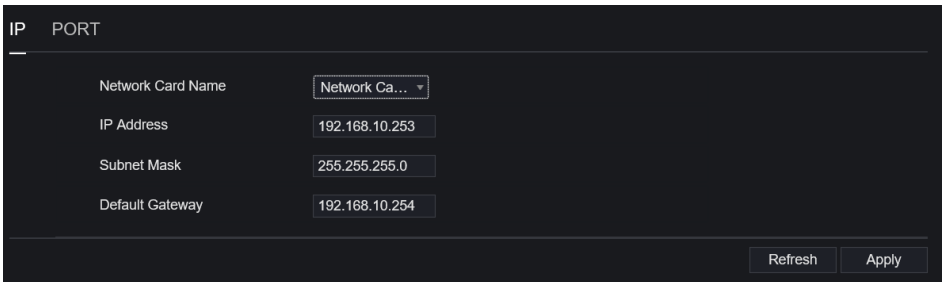 IP PORT
Network Card Name Network Ca...
IP Address 192.168.10.253
Subnet Mask 255.255.255.0
Default Gateway 192.168.10.254
Refresh Apply